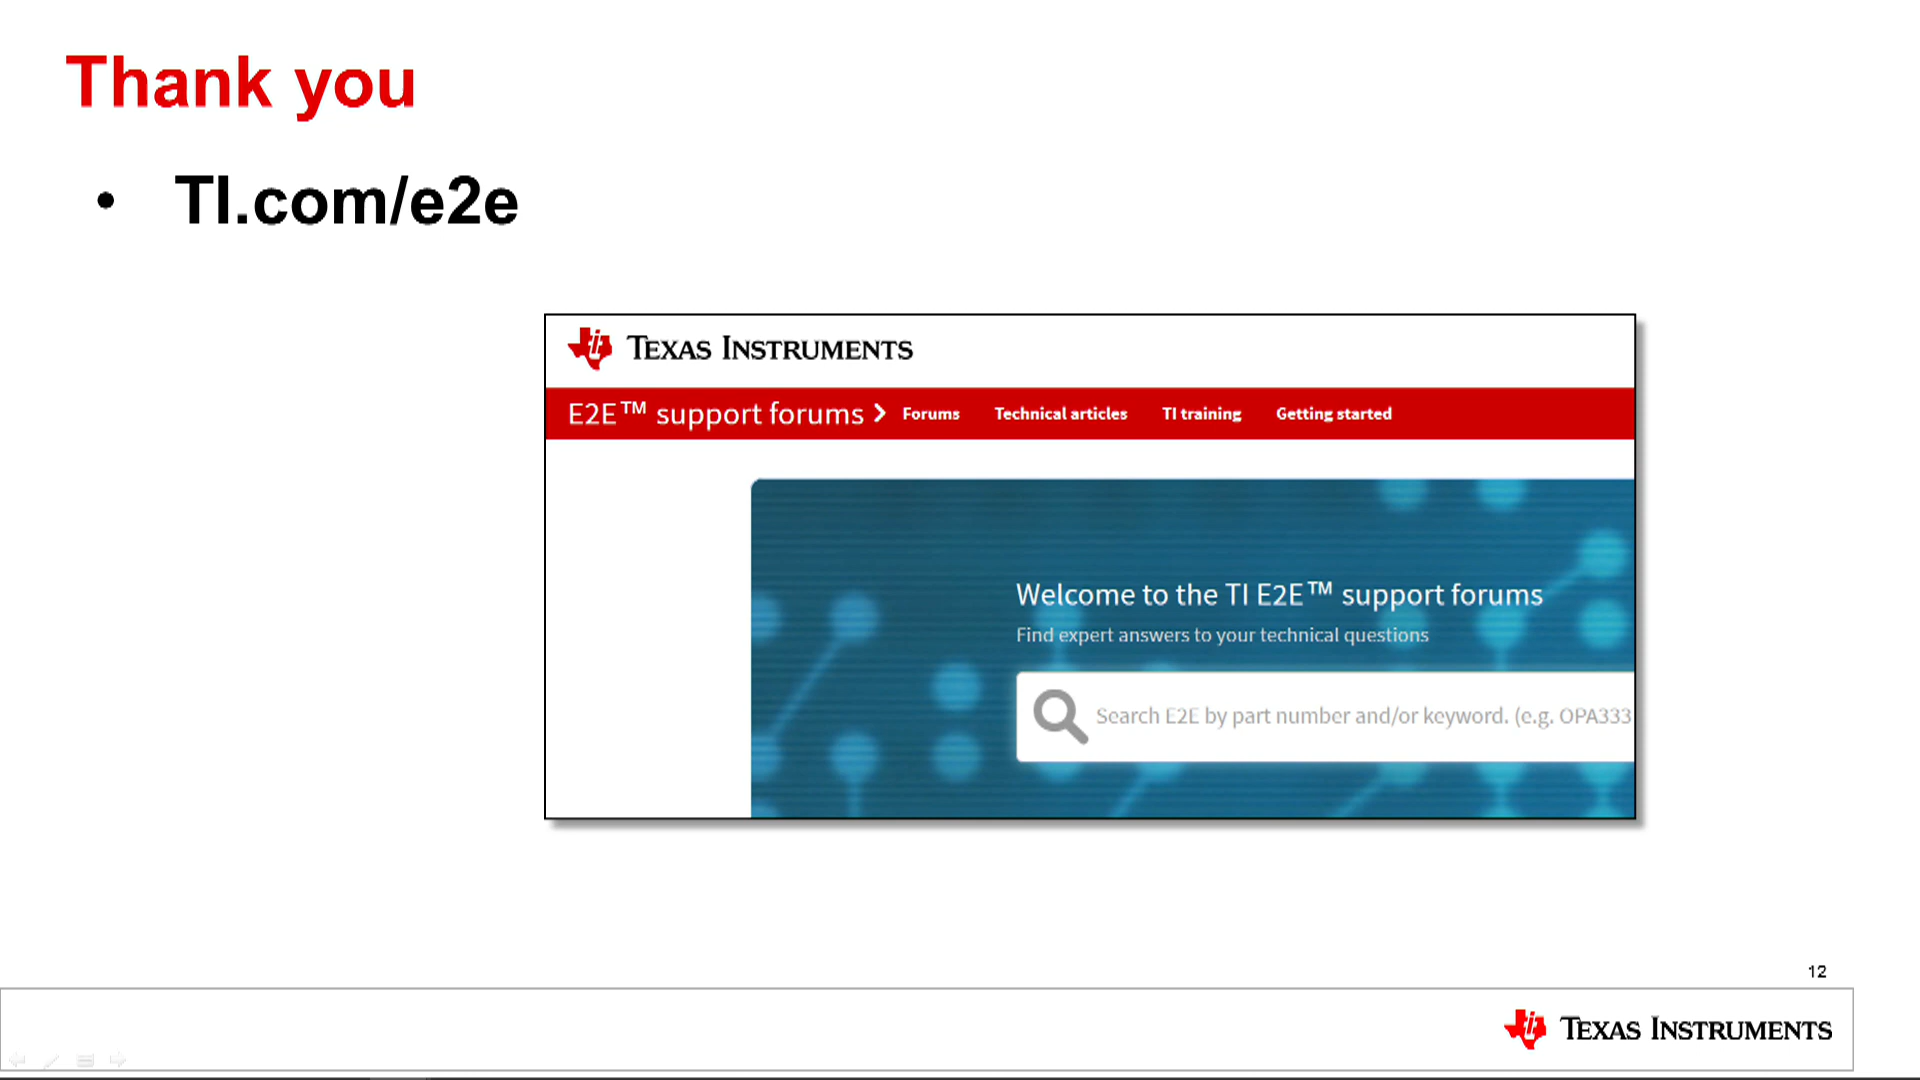 Thank you
• TI.com/e2e
TEXAS INSTRUMENTS
E2E™ support forums > Forums Technical articles TI training Getting started
Welcome to the TI E2E™ support forums
Find expert answers to your technical questions
Search E2E by part number and/or keyword. (e.g. OPA333
12
TEXAS INSTRUMENTS